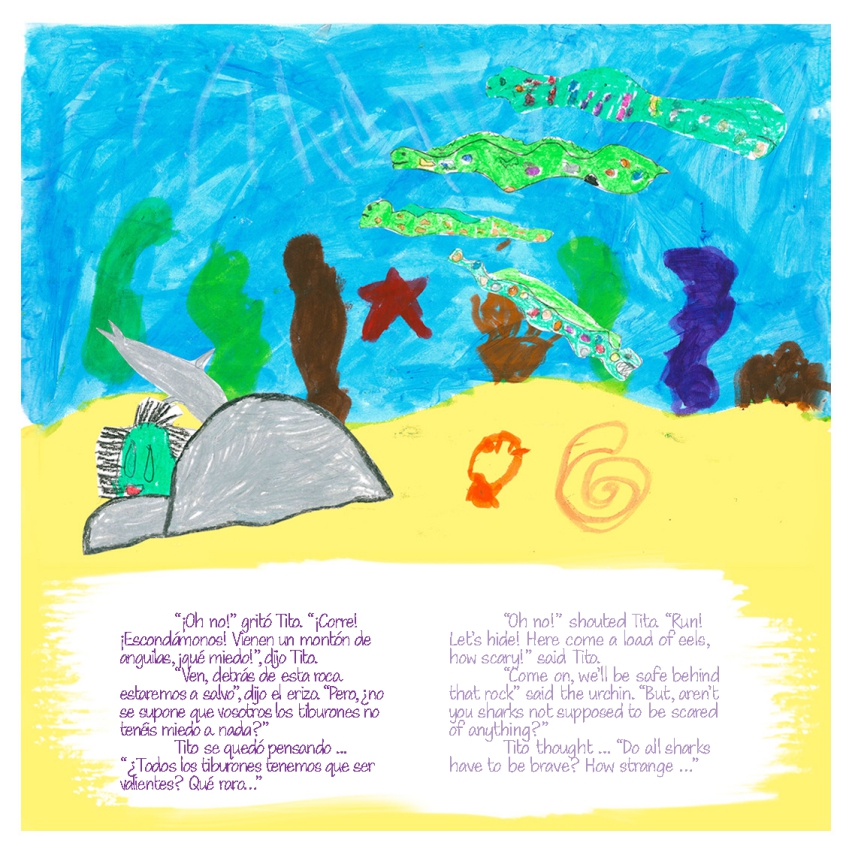 “¡Oh no!” gritó Tito. “¡Corre!
¡Escondámonos! Vienen un montón de
anguilas, ¡qué miedo!”, dijo Tito.
“Ven, detrás de esta roca
estaremos a salvo”, dijo el erizo. “Pero, ¿no
se supone que vosotros los tiburones no
tenéis miedo a nada?”
Tito se quedó pensando ...
“¿Todos los tiburones tenemos que ser
valientes? Qué raro...”
“Oh no!” shouted Tito. “Run!
Let’s hide! Here come a load of eels,
how scary!” said Tito.
“Come on, we’ll be safe behind
that rock” said the urchin. “But, aren’t
you sharks not supposed to be scared
of anything?”
Tito thought ... “Do all sharks
have to be brave? How strange ...”